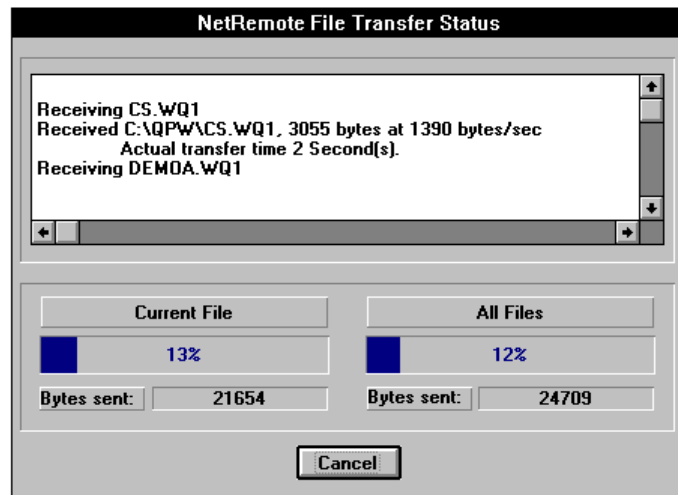 NetRemote File Transfer Status
Receiving CS.WQ1
Received C:\QPW\CS.WQ1, 3055 bytes at 1390 bytes/sec
Actual transfer time 2 Second(s).
Receiving DEMOA.WQ1
Current File
All Files
13%
12%
Bytes sent: 21654
Bytes sent: 24709
Cancel